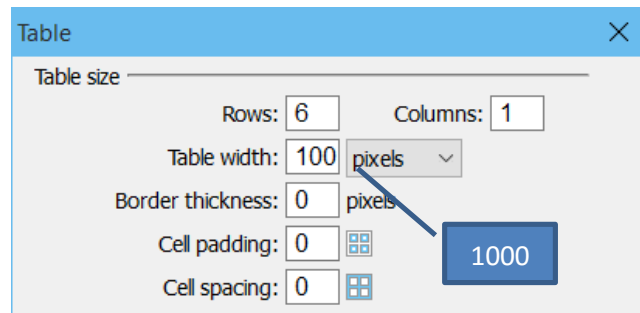 Table
Table size
Rows: 6 Columns: 1
Table width: 100 pixels
Border thickness: 0 pixels
Cell padding: 0
1000
Cell spacing: 0